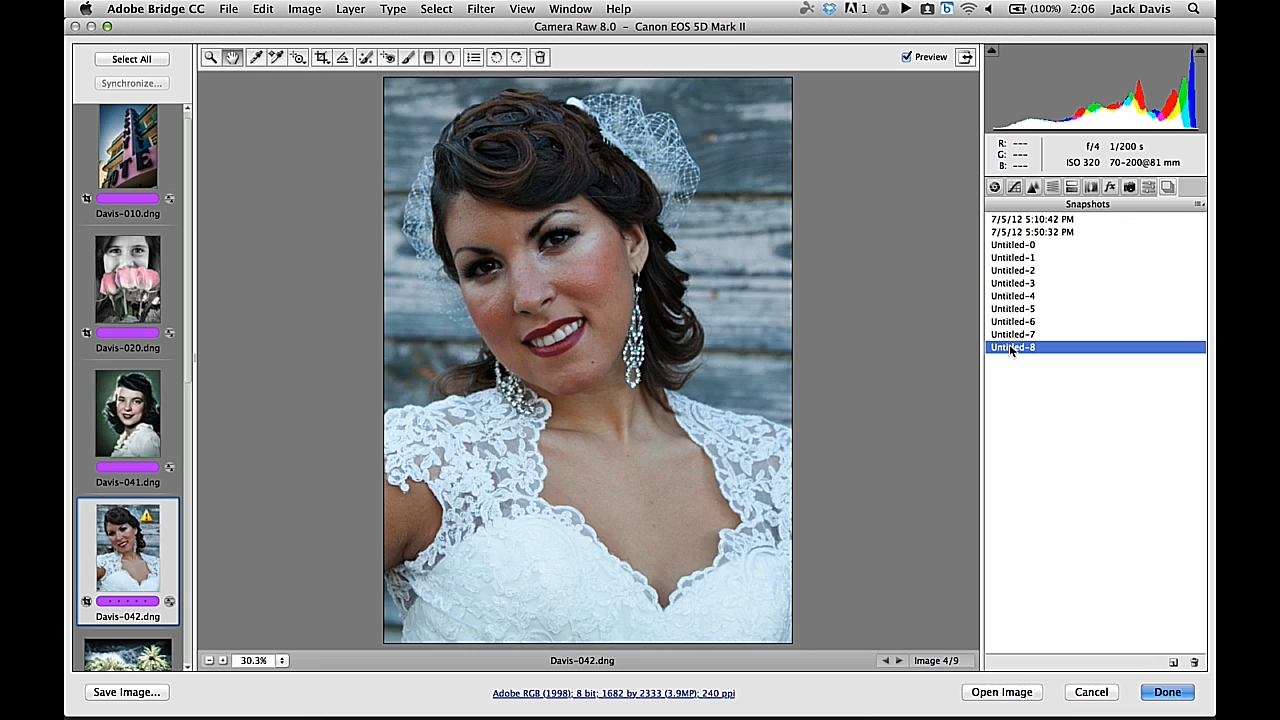 Adobe Bridge CC File Edit Image Layer Type Select Filter View Window Help 1 (100%) 2:06 Jack Davis
Camera Raw 8.0 – Canon EOS 5D Mark II
Select All
Synchronize...
Preview
Davis-010.dng
Davis-020.dng
Davis-041.dng
Davis-042.dng
R: ---
G: ---
B: ---
f/4 1/200 s
ISO 320 70-200@81 mm
Snapshots
7/5/12 5:10:42 PM
7/5/12 5:50:32 PM
Untitled-0
Untitled-1
Untitled-2
Untitled-3
Untitled-4
Untitled-5
Untitled-6
Untitled-7
Untitled-8
30.3%
Davis-042.dng
Image 4/9
Save Image...
Adobe RGB (1998); 8 bit; 1682 by 2333 (3.9MP); 240 ppi
Open Image
Cancel
Done